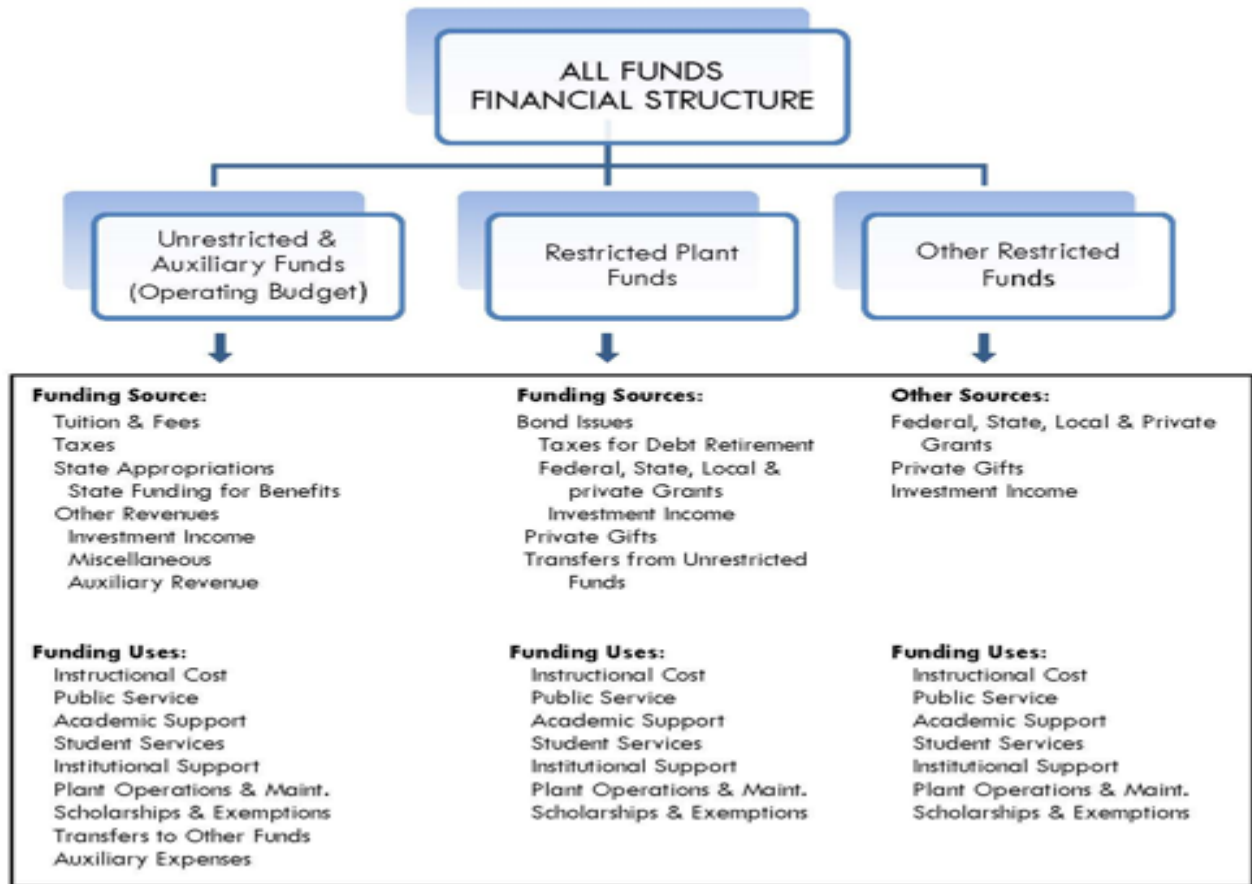 ALL FUNDS
FINANCIAL STRUCTURE
Unrestricted &
Auxiliary Funds
(Operating Budget)
Restricted Plant
Funds
Other Restricted
Funds
Funding Source:
Tuition & Fees
Taxes
State Appropriations
State Funding for Benefits
Other Revenues
Investment Income
Miscellaneous
Auxiliary Revenue
Funding Uses:
Instructional Cost
Public Service
Academic Support
Student Services
Institutional Support
Plant Operations & Maint.
Scholarships & Exemptions
Transfers to Other Funds
Auxiliary Expenses
Funding Sources:
Bond Issues
Taxes for Debt Retirement
Federal, State, Local &
private Grants
Investment Income
Private Gifts
Transfers from Unrestricted
Funds
Funding Uses:
Instructional Cost
Public Service
Academic Support
Student Services
Institutional Support
Plant Operations & Maint.
Scholarships & Exemptions
Other Sources:
Federal, State, Local & Private
Grants
Private Gifts
Investment Income
Funding Uses:
Instructional Cost
Public Service
Academic Support
Student Services
Institutional Support
Plant Operations & Maint.
Scholarships & Exemptions